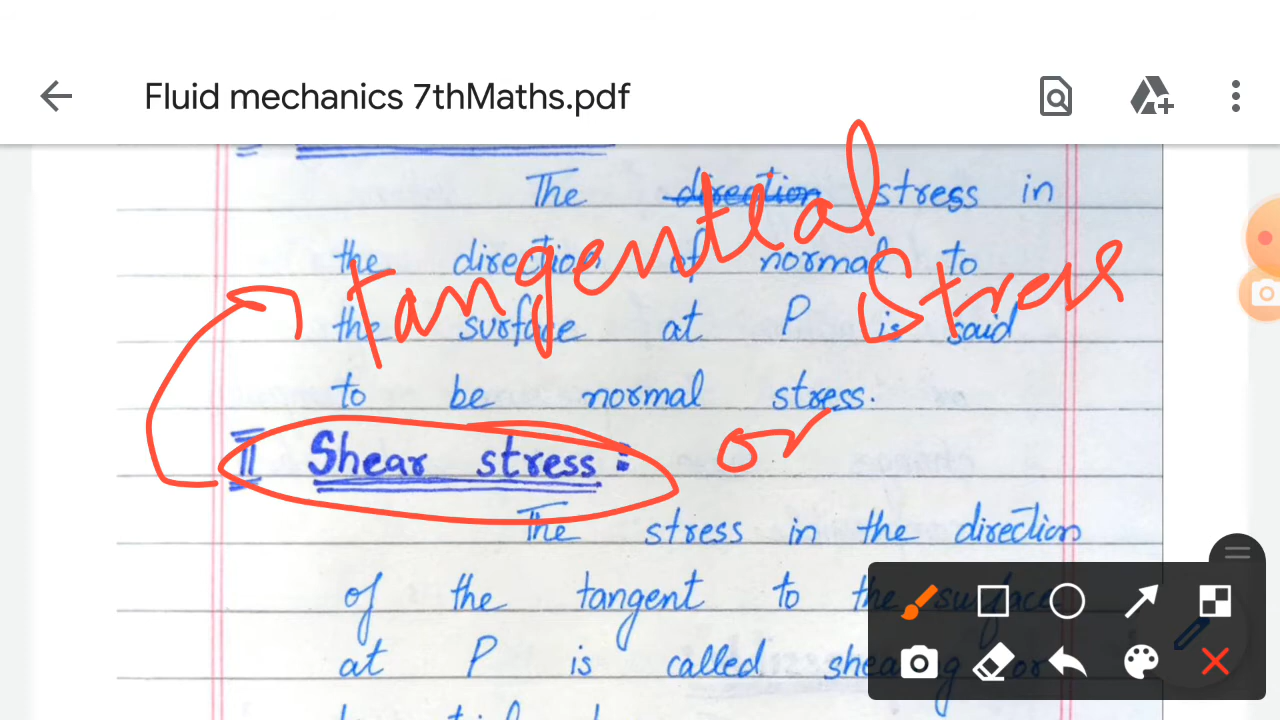 Fluid mechanics 7thMaths.pdf
The direction stress in
the direction of normal to
the surface at P is said
to be normal stress.
tangential
stress
or
II Shear stress:
The stress in the direction
of the tangent to the surface
at P is called shearing or